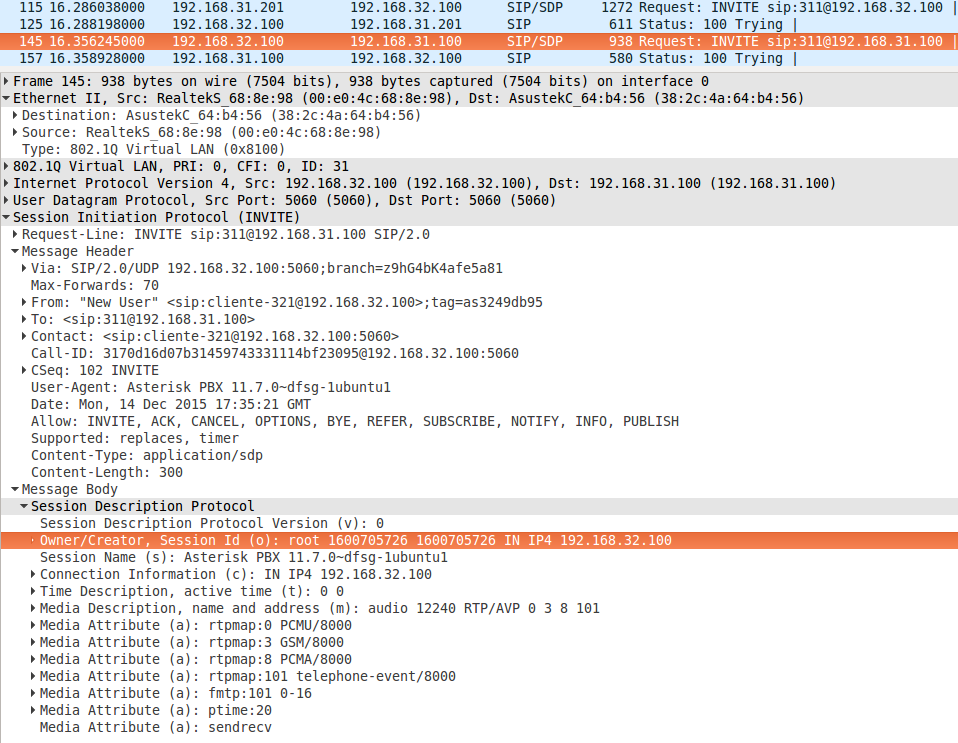 115 16.286038000 192.168.31.201 192.168.32.100 SIP/SDP 1272 Request: INVITE sip:311@192.168.32.100 |
125 16.288198000 192.168.32.100 192.168.31.201 SIP 611 Status: 100 Trying |
145 16.356245000 192.168.32.100 192.168.31.100 SIP/SDP 938 Request: INVITE sip:311@192.168.31.100 |
157 16.358928000 192.168.31.100 192.168.32.100 SIP 580 Status: 100 Trying |
Frame 145: 938 bytes on wire (7504 bits), 938 bytes captured (7504 bits) on interface 0
Ethernet II, Src: RealtekS_68:8e:98 (00:e0:4c:68:8e:98), Dst: AsustekC_64:b4:56 (38:2c:4a:64:b4:56)
Destination: AsustekC_64:b4:56 (38:2c:4a:64:b4:56)
Source: RealtekS_68:8e:98 (00:e0:4c:68:8e:98)
Type: 802.1Q Virtual LAN (0x8100)
802.1Q Virtual LAN, PRI: 0, CFI: 0, ID: 31
Internet Protocol Version 4, Src: 192.168.32.100 (192.168.32.100), Dst: 192.168.31.100 (192.168.31.100)
User Datagram Protocol, Src Port: 5060 (5060), Dst Port: 5060 (5060)
Session Initiation Protocol (INVITE)
Request-Line: INVITE sip:311@192.168.31.100 SIP/2.0
Message Header
Via: SIP/2.0/UDP 192.168.32.100:5060;branch=z9hG4bK4afe5a81
Max-Forwards: 70
From: "New User" <sip:cliente-321@192.168.32.100>;tag=as3249db95
To: <sip:311@192.168.31.100>
Contact: <sip:cliente-321@192.168.32.100:5060>
Call-ID: 3170d16d07b31459743331114bf23095@192.168.32.100:5060
CSeq: 102 INVITE
User-Agent: Asterisk PBX 11.7.0~dfsg-1ubuntu1
Date: Mon, 14 Dec 2015 17:35:21 GMT
Allow: INVITE, ACK, CANCEL, OPTIONS, BYE, REFER, SUBSCRIBE, NOTIFY, INFO, PUBLISH
Supported: replaces, timer
Content-Type: application/sdp
Content-Length: 300
Message Body
Session Description Protocol
Session Description Protocol Version (v): 0
Owner/Creator, Session Id (o): root 1600705726 1600705726 IN IP4 192.168.32.100
Session Name (s): Asterisk PBX 11.7.0~dfsg-1ubuntu1
Connection Information (c): IN IP4 192.168.32.100
Time Description, active time (t): 0 0
Media Description, name and address (m): audio 12240 RTP/AVP 0 3 8 101
Media Attribute (a): rtpmap:0 PCMU/8000
Media Attribute (a): rtpmap:3 GSM/8000
Media Attribute (a): rtpmap:8 PCMA/8000
Media Attribute (a): rtpmap:101 telephone-event/8000
Media Attribute (a): fmtp:101 0-16
Media Attribute (a): ptime:20
Media Attribute (a): sendrecv